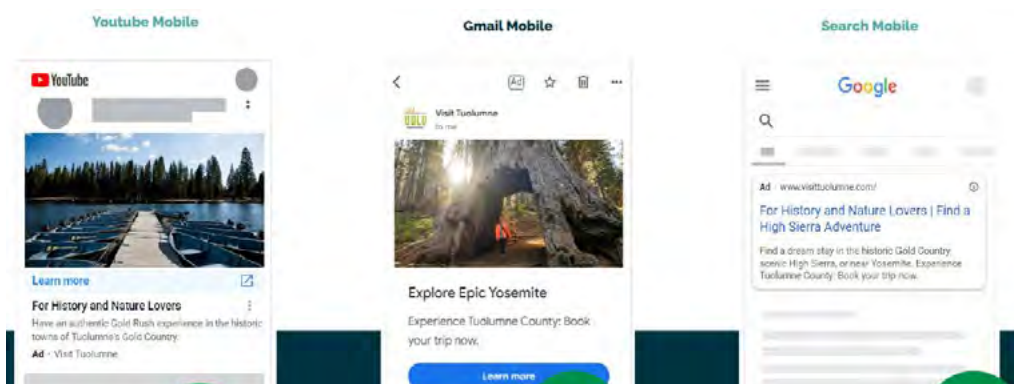 Youtube Mobile
Gmail Mobile
Search Mobile
YouTube
Learn more
For History and Nature Lovers
Have an authentic Gold Rush experience in the historic
towns of Tuolumne's Gold Country.
Ad · Visit Tuolumne
Ad
Visit Tuolumne
to me
Explore Epic Yosemite
Experience Tuolumne County: Book
your trip now.
Learn more
Google
Ad · www.visittuolumne.com/
For History and Nature Lovers | Find a
High Sierra Adventure
Find a dream stay in the historic Gold Country
scenic High Sierra, or near Yosemite. Experience
Tuolumne County. Book your trip now.